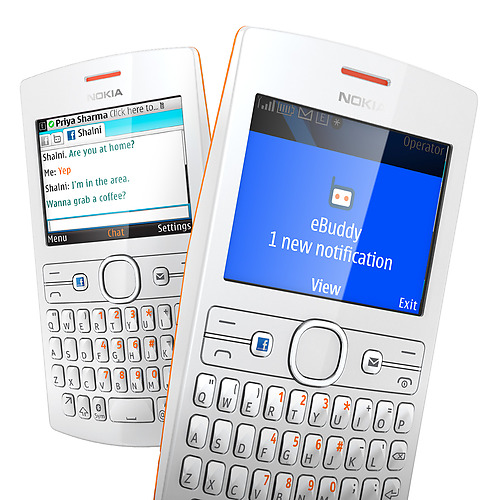 NOKIA
Priya Sharma Click here to...
Shalni
Shalni: Are you at home?
Me: Yep
Shalni: I'm in the area.
Wanna grab a coffee?
Menu Chat Settings
Q W E R T Y U
A S D F G H J K
Z X C V B N M
Sym
NOKIA
Operator
eBuddy
1 new notification
View
Exit
Q W E R T Y U I O P
A S D F G H J K L
Z X C V B N M